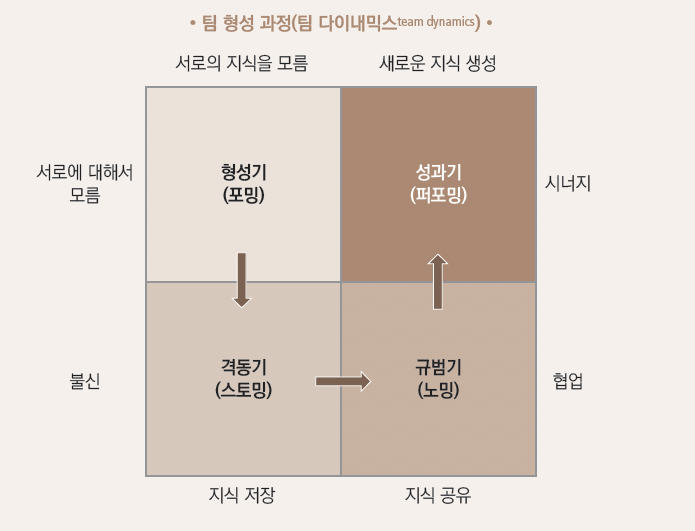 • 팀 형성 과정(팀 다이내믹스team dynamics) •
서로의 지식을 모름
새로운 지식 생성
서로에 대해서
모름
형성기
(포밍)
성과기
(퍼포밍)
시너지
불신
격동기
(스토밍)
규범기
(노밍)
협업
지식 저장
지식 공유